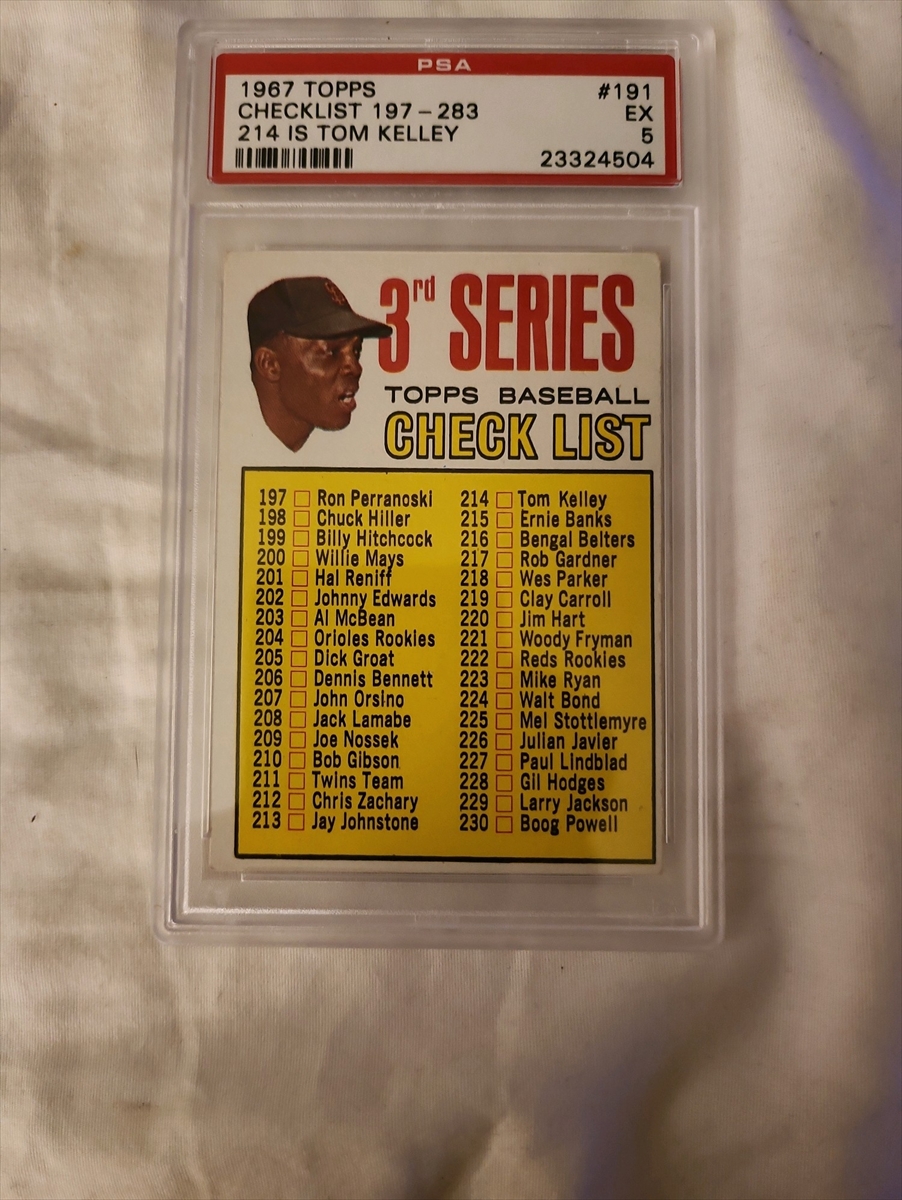 PSA
1967 TOPPS #191
CHECKLIST 197 - 283 EX
214 IS TOM KELLEY 5
23324504
SF
3rd SERIES
TOPPS BASEBALL
CHECK LIST
197 Ron Perranoski
198 Chuck Hiller
199 Billy Hitchcock
200 Willie Mays
201 Hal Reniff
202 Johnny Edwards
203 Al McBean
204 Orioles Rookies
205 Dick Groat
206 Dennis Bennett
207 John Orsino
208 Jack Lamabe
209 Joe Nossek
210 Bob Gibson
211 Twins Team
212 Chris Zachary
213 Jay Johnstone
214 Tom Kelley
215 Ernie Banks
216 Bengal Belters
217 Rob Gardner
218 Wes Parker
219 Clay Carroll
220 Jim Hart
221 Woody Fryman
222 Reds Rookies
223 Mike Ryan
224 Walt Bond
225 Mel Stottlemyre
226 Julian Javier
227 Paul Lindblad
228 Gil Hodges
229 Larry Jackson
230 Boog Powell